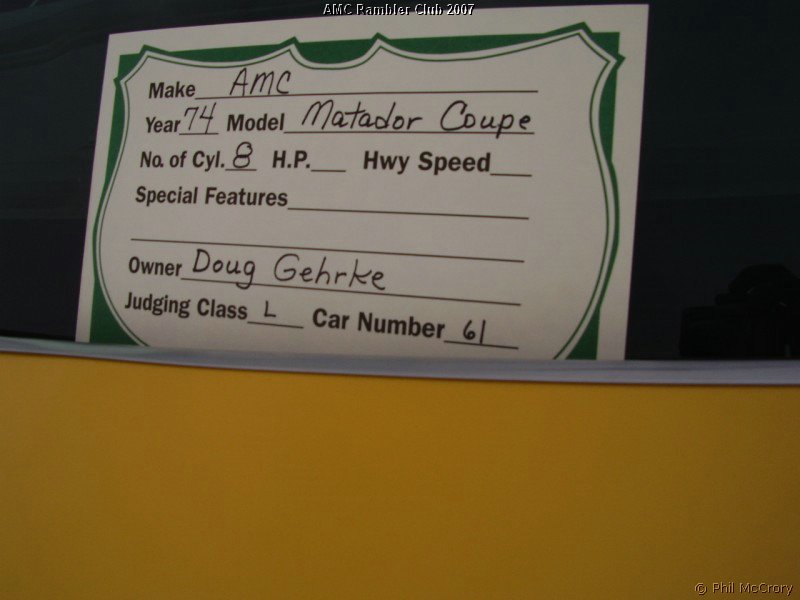 AMC Rambler Club 2007
Make AMC
Year 74 Model Matador Coupe
No. of Cyl. 8 H.P. Hwy Speed
Special Features
Owner Doug Gehrke
Judging Class L Car Number 61
© Phil McCrory